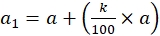 a₁ = a + (k/100 × a)